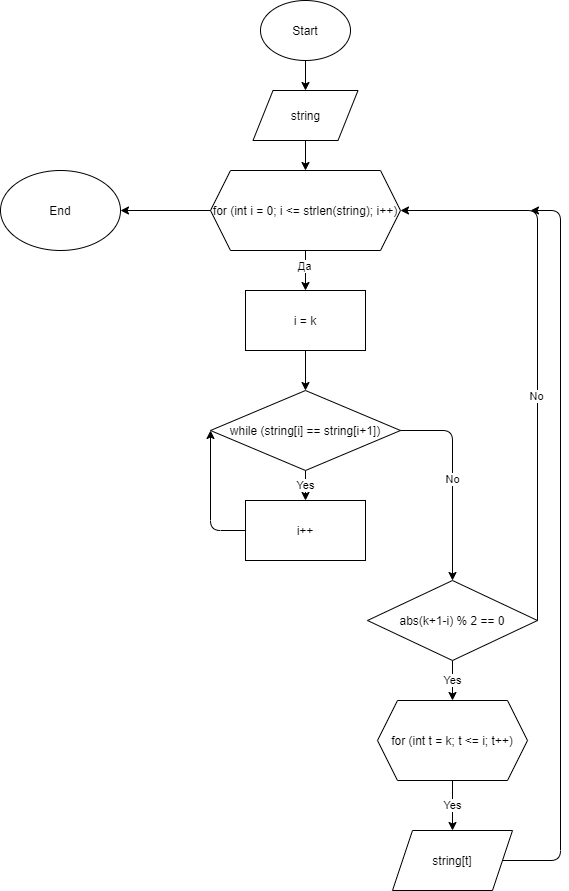 Start
string
End
for (int i = 0; i <= strlen(string); i++)
Да
i = k
while (string[i] == string[i+1])
No
Yes
No
i++
abs(k+1-i) % 2 == 0
Yes
for (int t = k; t <= i; t++)
Yes
string[t]